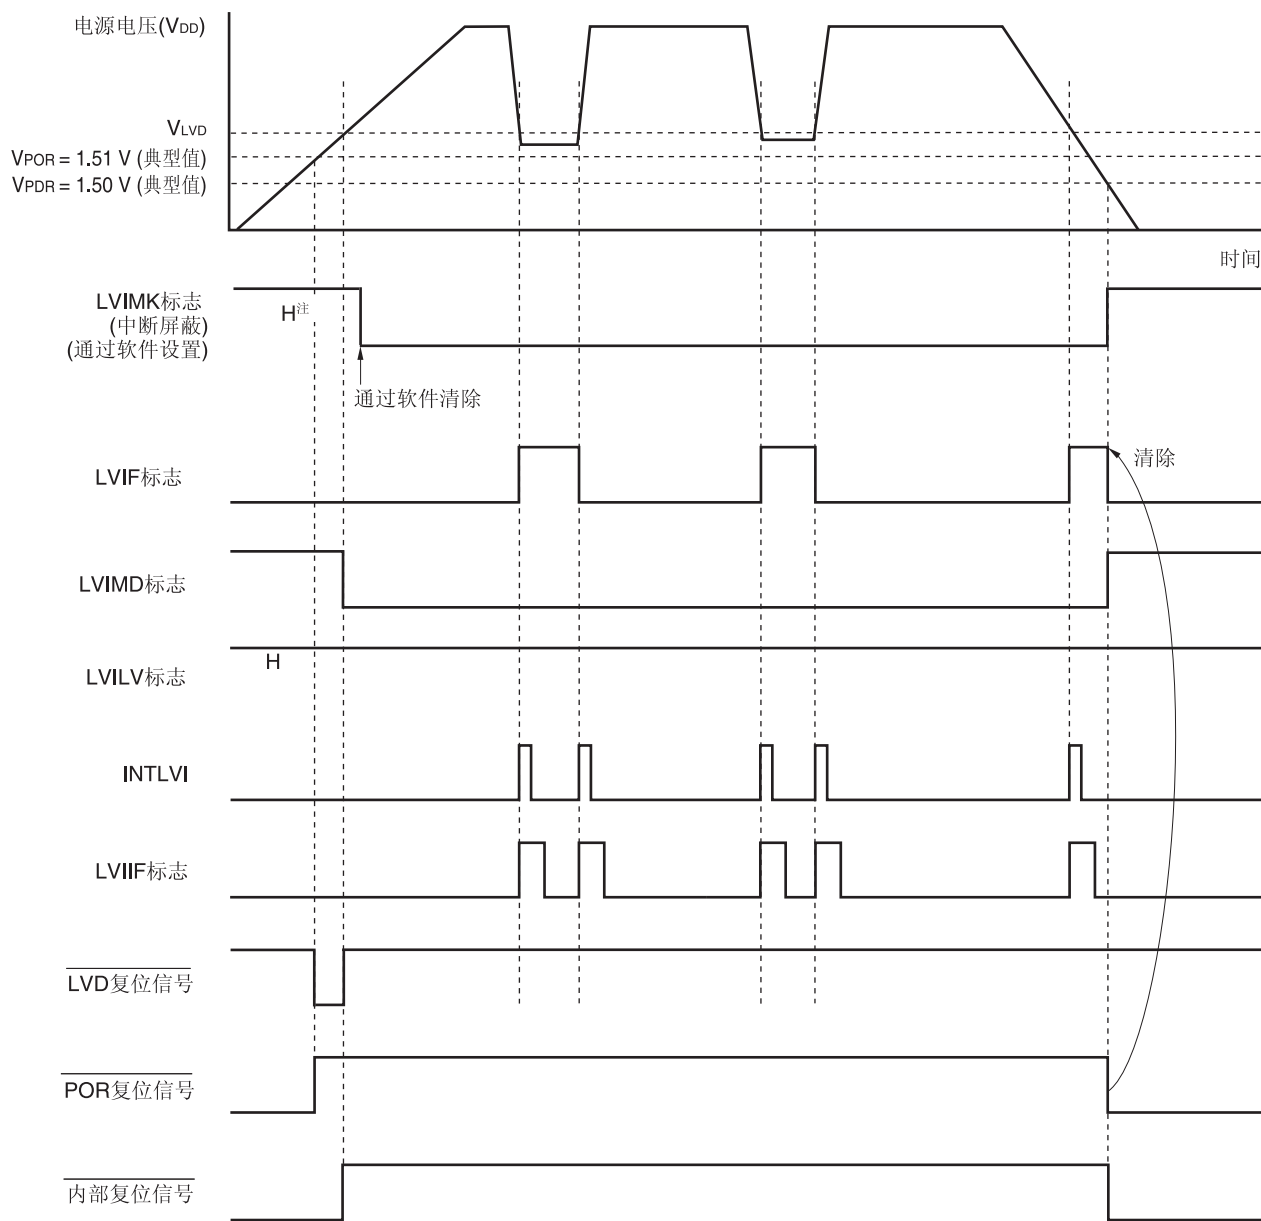 电源电压(VDD)
VLVD
VPOR = 1.51 V (典型值)
VPDR = 1.50 V (典型值)
时间
LVIMK标志
(中断屏蔽)
(通过软件设置)
H注
通过软件清除
LVIF标志
清除
LVIMD标志
H
LVILV标志
INTLVI
LVIIF标志
LVD复位信号
POR复位信号
内部复位信号